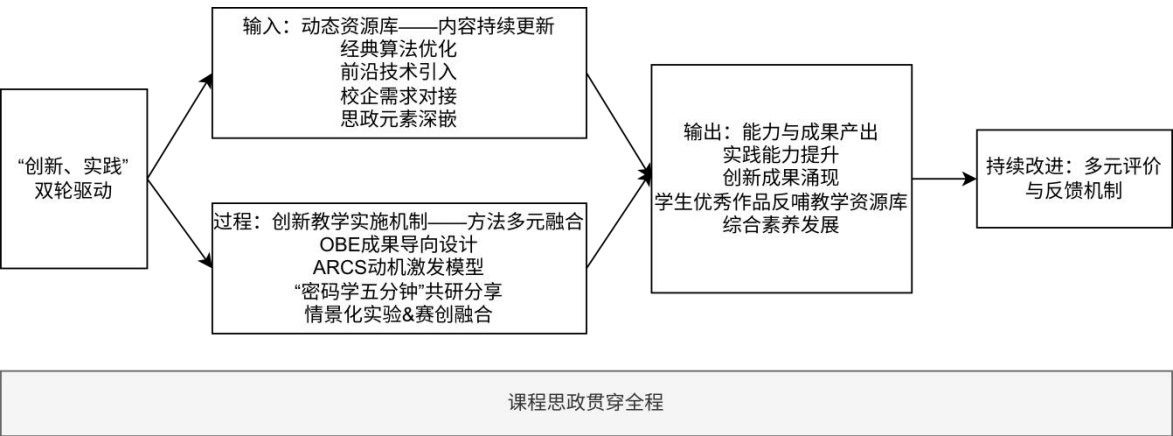 “创新、实践”
双轮驱动
输入：动态资源库——内容持续更新
经典算法优化
前沿技术引入
校企需求对接
思政元素深嵌
过程：创新教学实施机制——方法多元融合
OBE成果导向设计
ARCS动机激发模型
“密码学五分钟”共研分享
情景化实验&赛创融合
输出：能力与成果产出
实践能力提升
创新成果涌现
学生优秀作品反哺教学资源库
综合素养发展
持续改进：多元评价
与反馈机制
课程思政贯穿全程